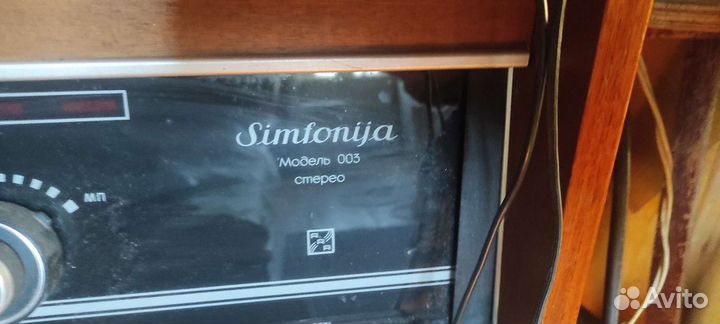 Simfonija
Модель 003
стерео
МП
Avito